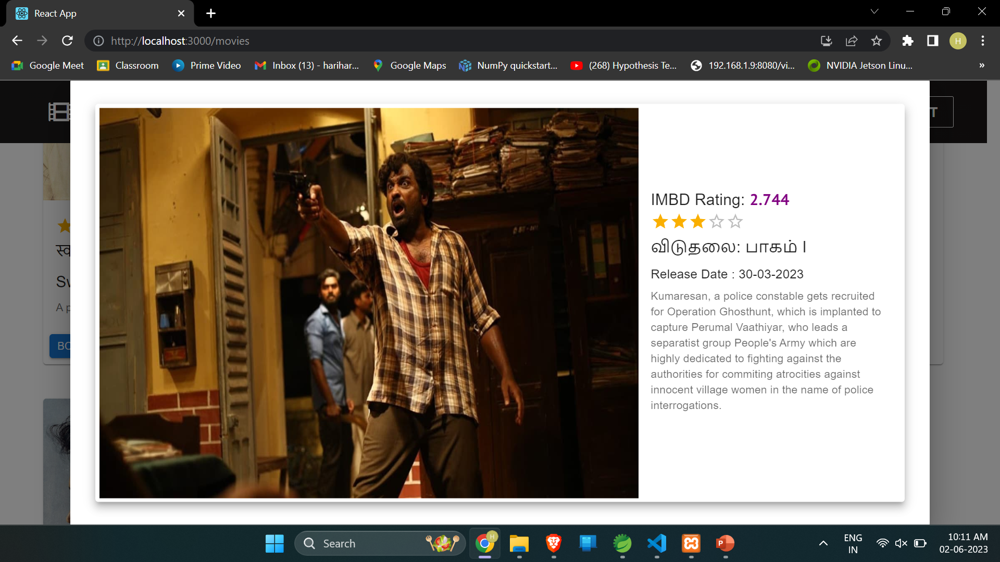 React App
http://localhost:3000/movies
H
Google Meet
Classroom
Prime Video
Inbox (13) - harihar...
Google Maps
NumPy quickstart...
(268) Hypothesis Te...
192.168.1.9:8080/vi...
NVIDIA Jetson Linu...
»
T
IMBD Rating: 2.744
விடுதலை: பாகம் I
Release Date : 30-03-2023
Kumaresan, a police constable gets recruited
for Operation Ghosthunt, which is implanted to
capture Perumal Vaathiyar, who leads a
separatist group People's Army which are
highly dedicated to fighting against the
authorities for commiting atrocities against
innocent village women in the name of police
interrogations.
स्व
Sw
A p
BO
Search
H
P
ENG
IN
10:11 AM
02-06-2023